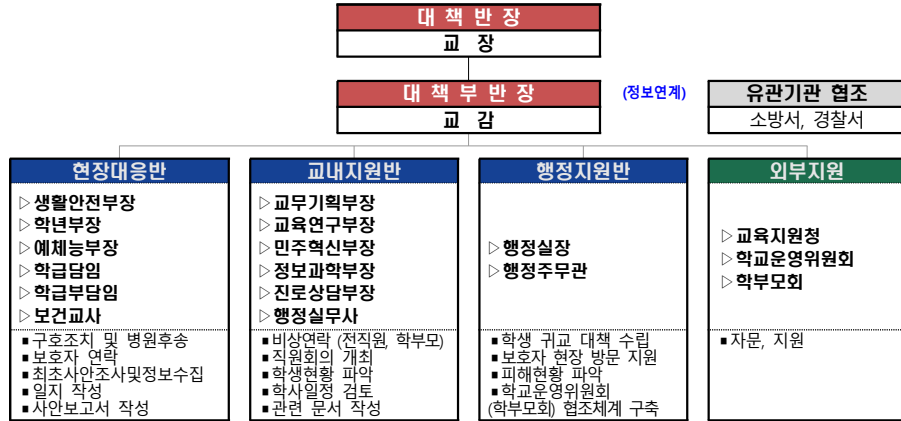 대 책 반 장
교 장
대 책 부 반 장
교 감
(정보연계)
유관기관 협조
소방서, 경찰서
현장대응반
▷생활안전부장
▷학년부장
▷예체능부장
▷학급담임
▷학급부담임
▷보건교사
■구호조치 및 병원후송
■보호자 연락
■최초사안조사및정보수집
■일지 작성
■사안보고서 작성
교내지원반
▷교무기획부장
▷교육연구부장
▷민주혁신부장
▷정보과학부장
▷진로상담부장
▷행정실무사
■비상연락 (전직원, 학부모)
■직원회의 개최
■학생현황 파악
■학사일정 검토
■관련 문서 작성
행정지원반
▷행정실장
▷행정주무관
■학생 귀교 대책 수립
■보호자 현장 방문 지원
■피해현황 파악
■학교운영위원회
(학부모회) 협조체계 구축
외부지원
▷교육지원청
▷학교운영위원회
▷학부모회
■자문, 지원